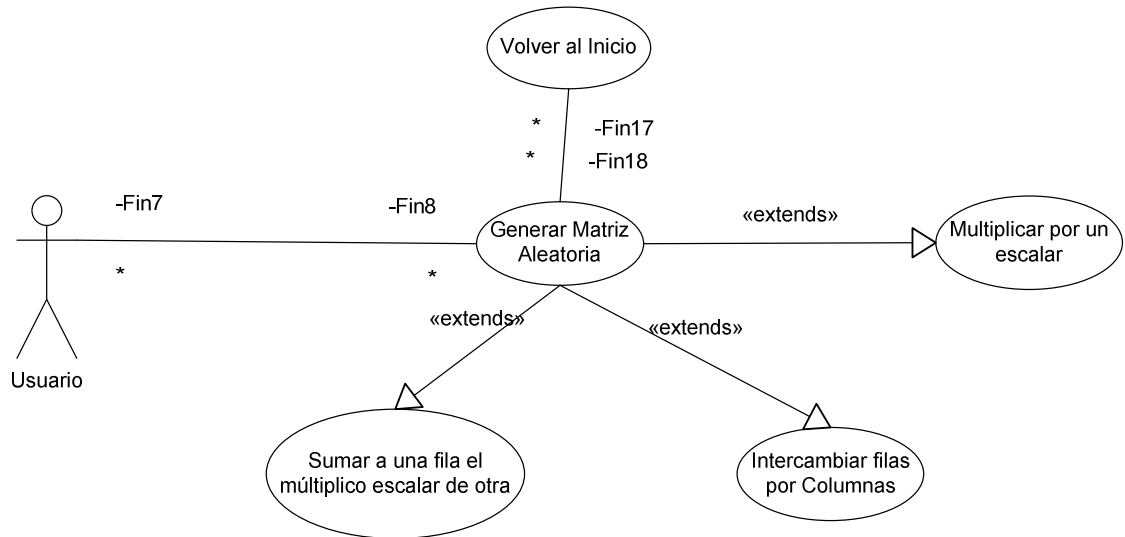 Volver al Inicio
*
-Fin17
*
-Fin18
-Fin7
-Fin8
*
*
Generar Matriz
Aleatoria
«extends»
Multiplicar por un
escalar
«extends»
«extends»
Usuario
Sumar a una fila el
múltiplico escalar de otra
Intercambiar filas
por Columnas